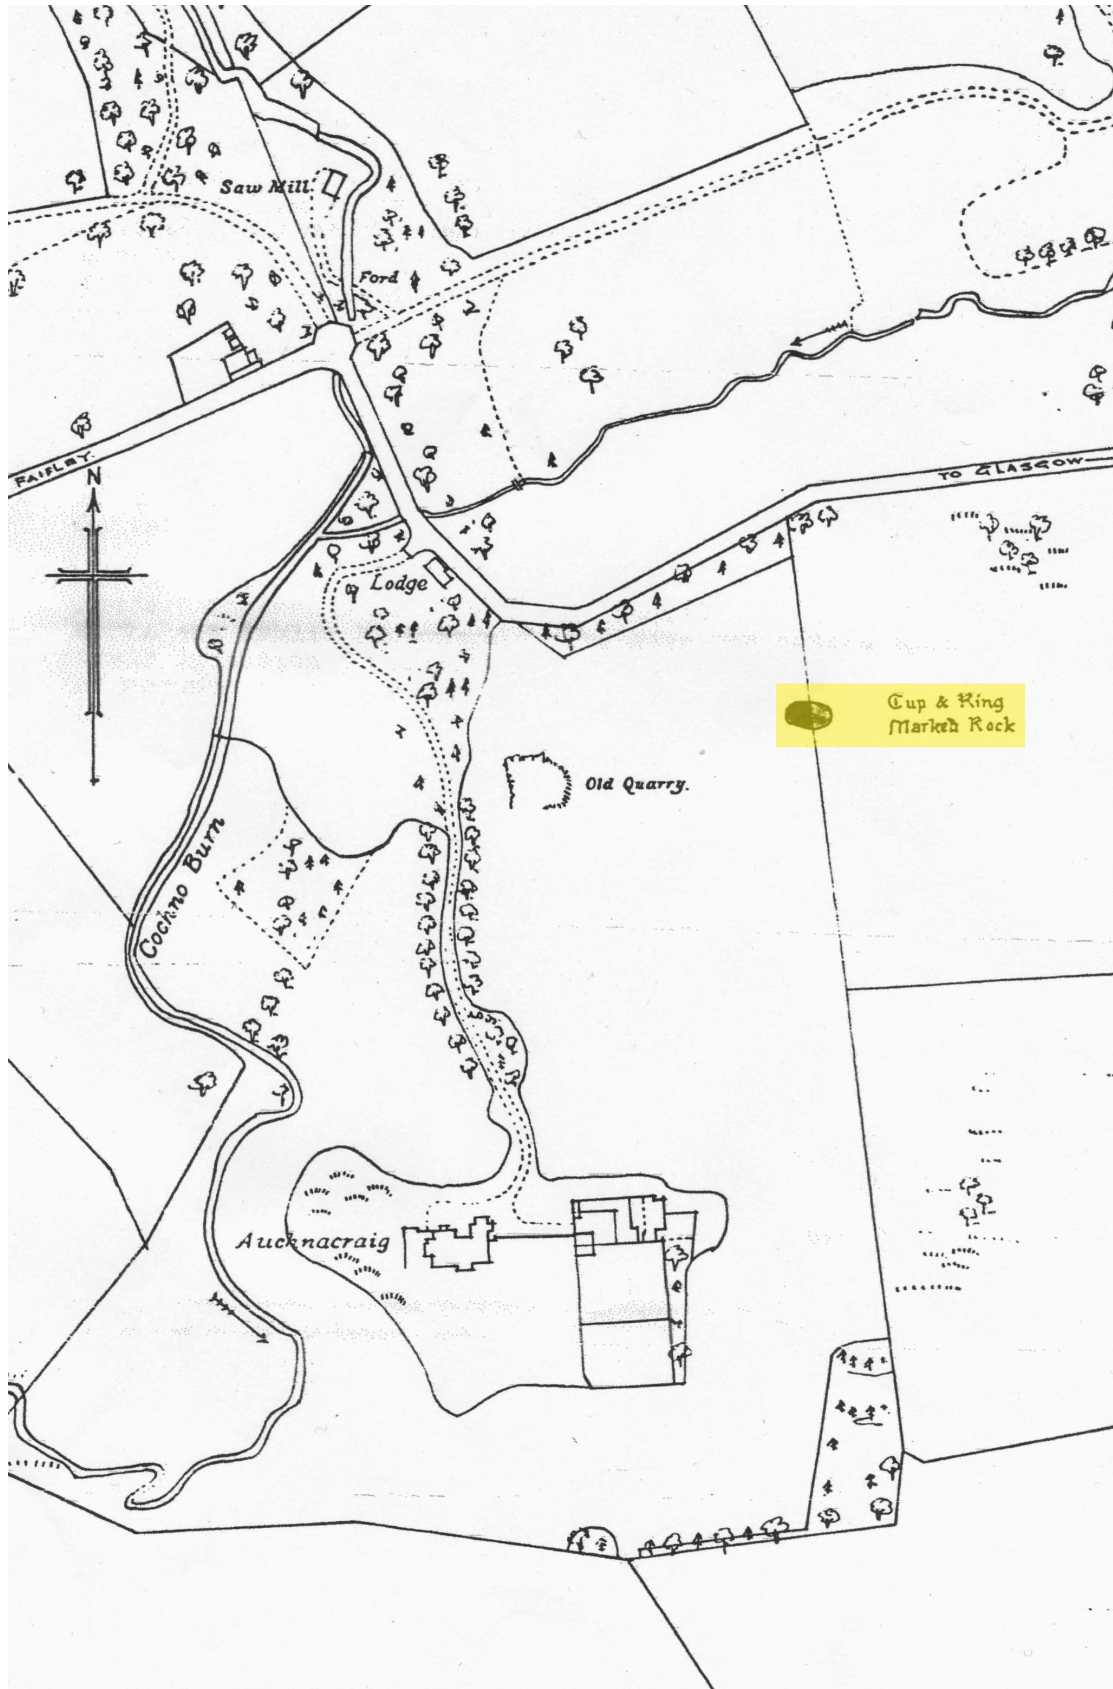 Saw Mill.
Ford
FAIFLEY.
N
TO GLASGOW
Lodge
Cup & Ring
Marked Rock
Old Quarry.
Cochno Burn
Auchnacraig